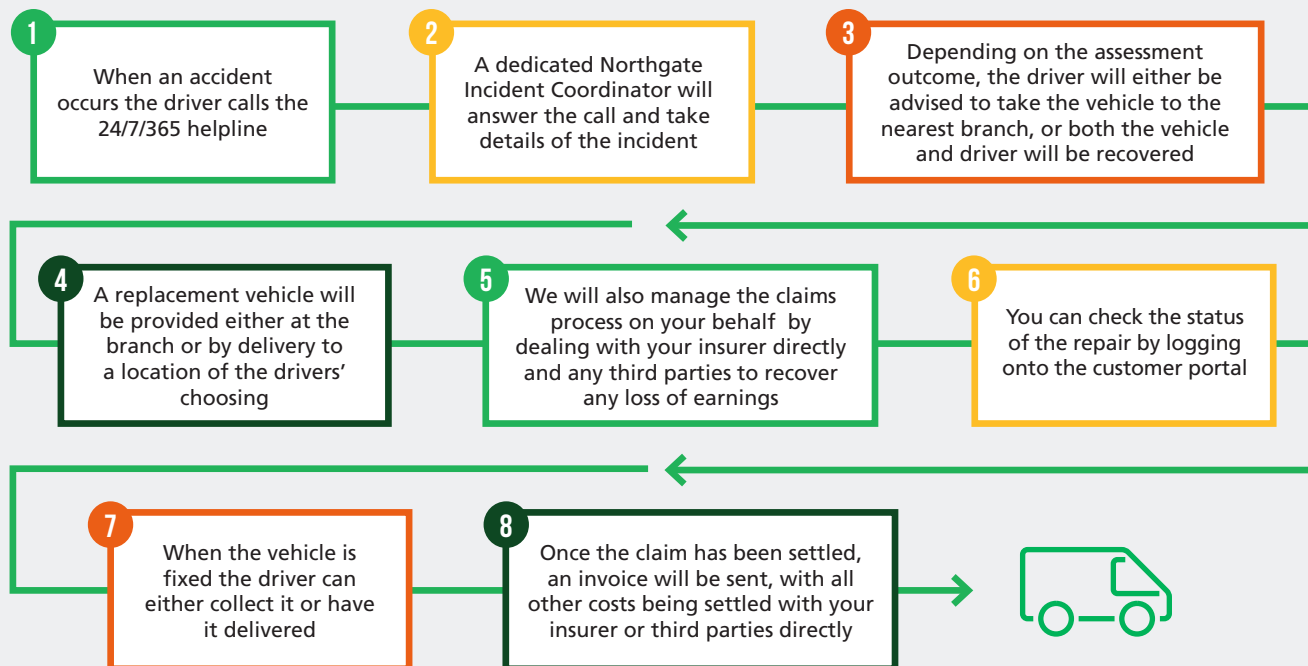 1
When an accident
occurs the driver calls the
24/7/365 helpline
2
A dedicated Northgate
Incident Coordinator will
answer the call and take
details of the incident
3
Depending on the assessment
outcome, the driver will either be
advised to take the vehicle to the
nearest branch, or both the vehicle
and driver will be recovered
4
A replacement vehicle will
be provided either at the
branch or by delivery to
a location of the drivers’
choosing
5
We will also manage the claims
process on your behalf  by
dealing with your insurer directly
and any third parties to recover
any loss of earnings
6
You can check the status
of the repair by logging
onto the customer portal
7
When the vehicle is
fixed the driver can
either collect it or have
it delivered
8
Once the claim has been settled,
an invoice will be sent, with all
other costs being settled with your
insurer or third parties directly